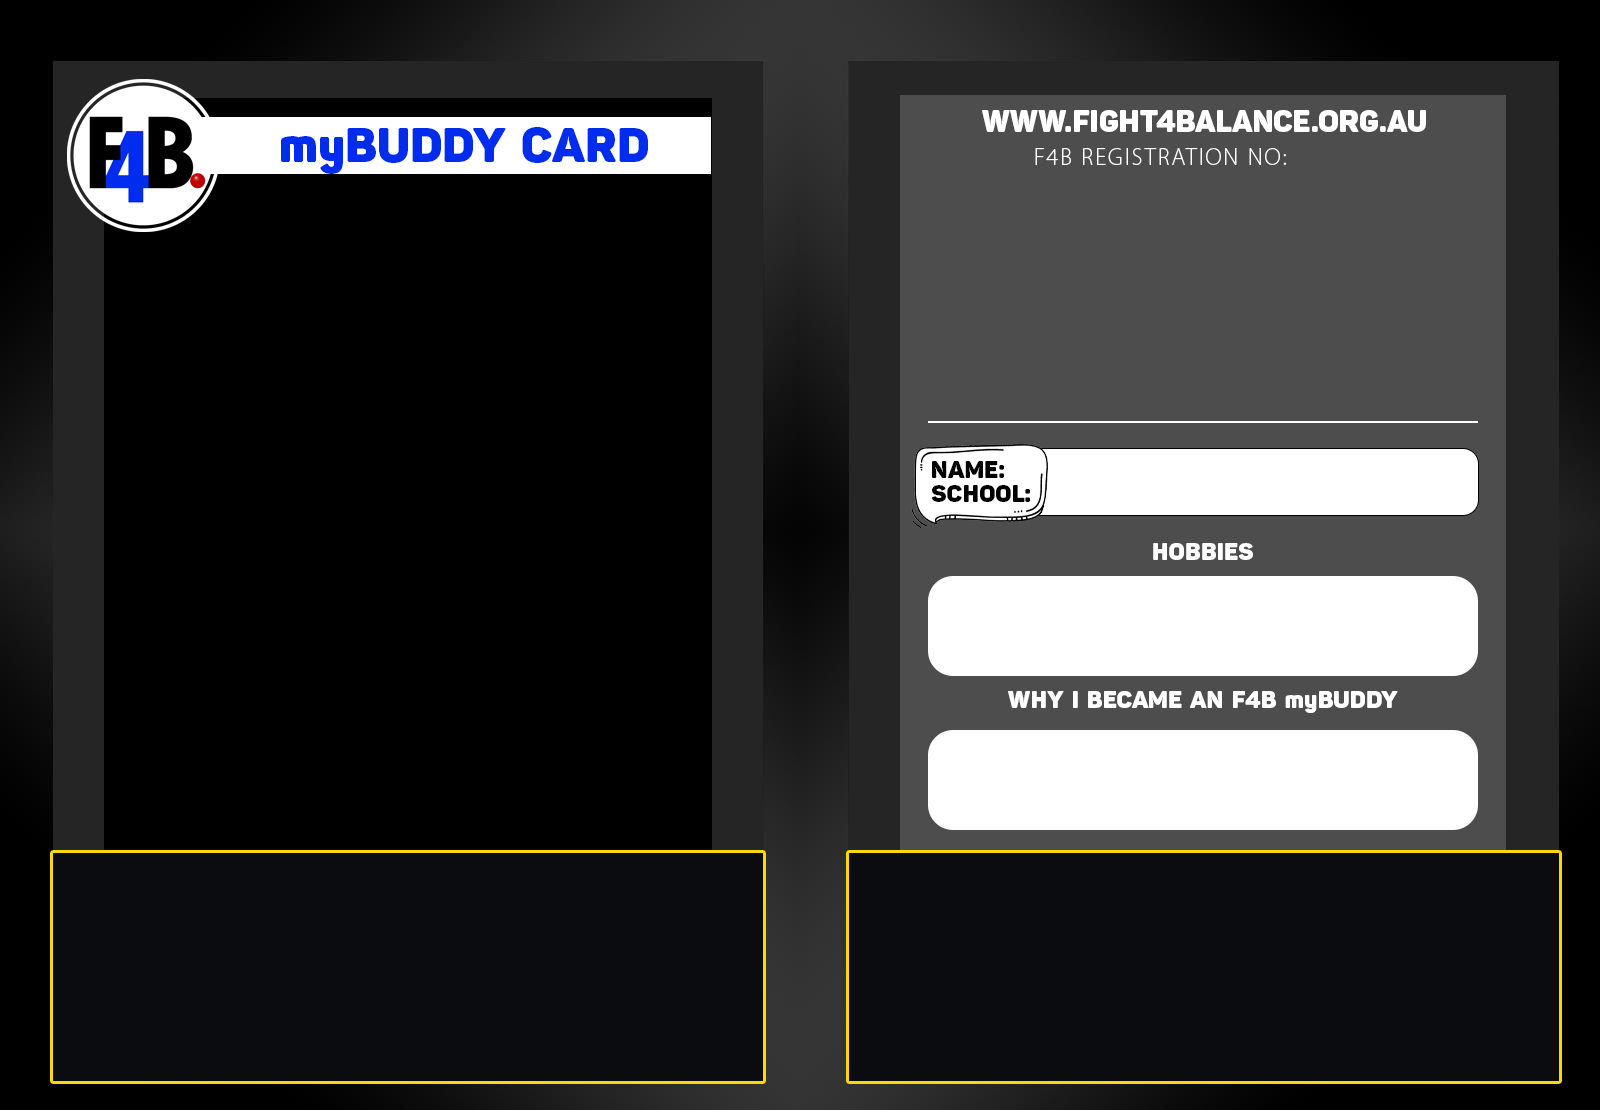 F4B.
myBUDDY CARD
WWW.FIGHT4BALANCE.ORG.AU
F4B REGISTRATION NO:
NAME:
SCHOOL:
HOBBIES
WHY I BECAME AN F4B myBUDDY